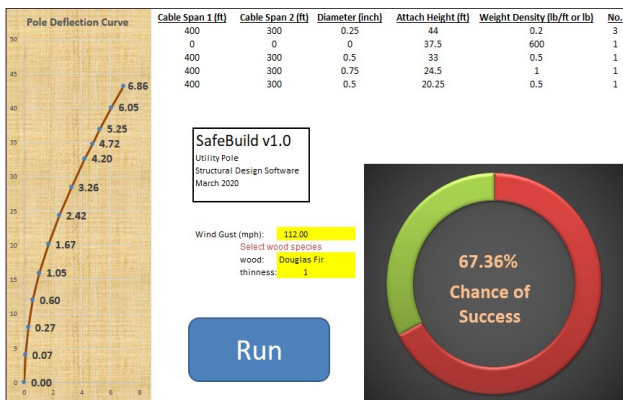 Pole Deflection Curve
50
45
40
35
30
25
20
15
10
5
0
0 2 4 6 8
6.86
6.05
5.25
4.72
4.20
3.26
2.42
1.67
1.05
0.60
0.27
0.07
0.00
Cable Span 1 (ft) Cable Span 2 (ft) Diameter (inch) Attach Height (ft) Weight Density (lb/ft or lb) No.
400 300 0.25 44 0.2 3
0 0 0 37.5 600 1
400 300 0.5 33 0.5 1
400 300 0.75 24.5 1 1
400 300 0.5 20.25 0.5 1
SafeBuild v1.0
Utility Pole
Structural Design Software
March 2020
Wind Gust (mph): 112.00
Select wood species
wood: Douglas Fir
thinness: 1
Run
67.36%
Chance of
Success